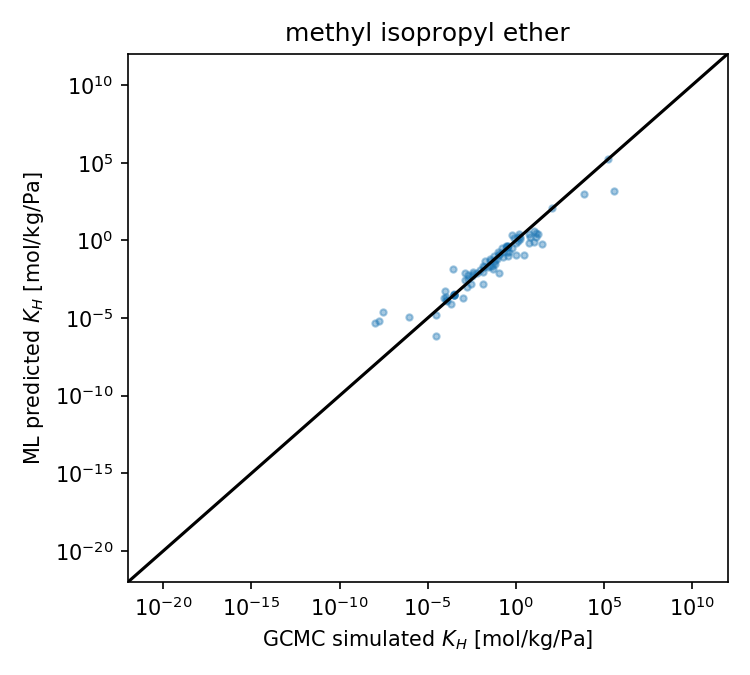 methyl isopropyl ether
ML predicted K_H [mol/kg/Pa]
10^10
10^5
10^0
10^−5
10^−10
10^−15
10^−20
10^−20 10^−15 10^−10 10^−5 10^0 10^5 10^10
GCMC simulated K_H [mol/kg/Pa]